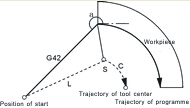 a
Workpiece
G42
S
C
L
Trajectory of tool center
Position of start
Trajectory of programme